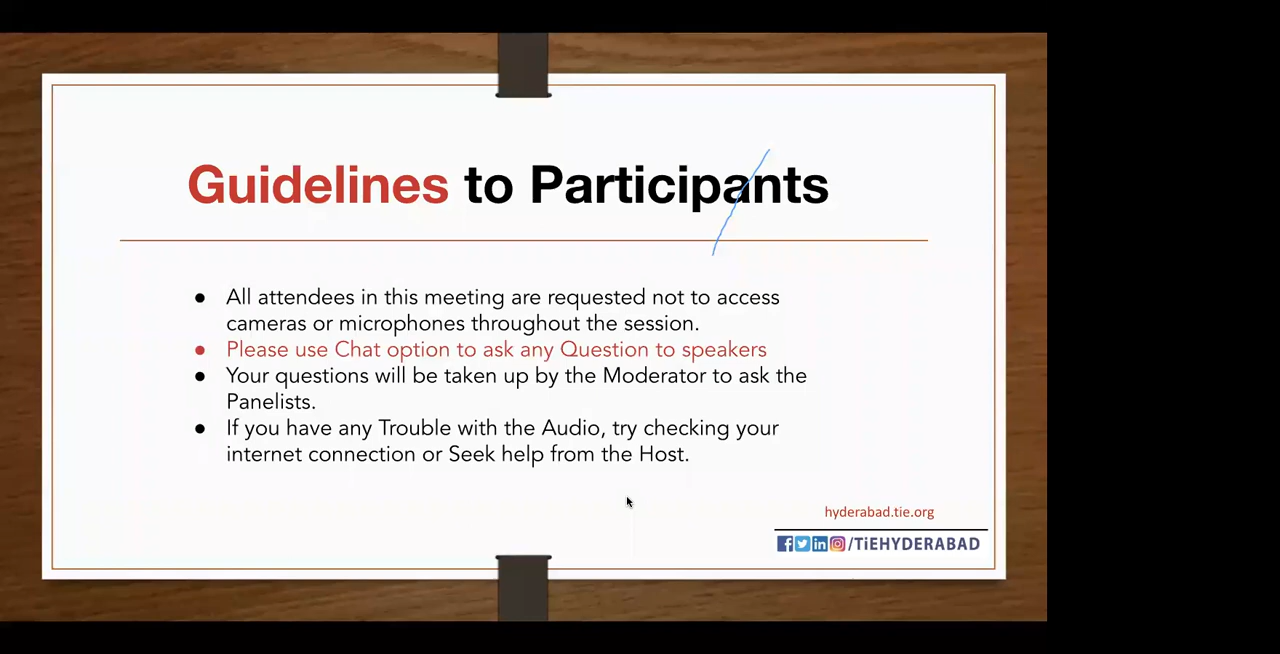 Guidelines to Participants
● All attendees in this meeting are requested not to access
cameras or microphones throughout the session.
● Please use Chat option to ask any Question to speakers
● Your questions will be taken up by the Moderator to ask the
Panelists.
● If you have any Trouble with the Audio, try checking your
internet connection or Seek help from the Host.
hyderabad.tie.org
/TiEHYDERABAD